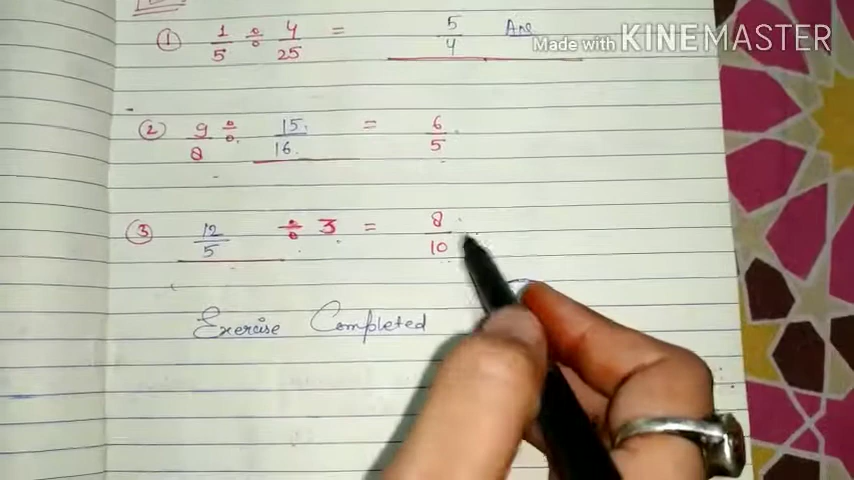 ① 1/5 ÷ 4/25 = 5/4 Ans
Made with KINEMASTER
② 9/8 ÷ 15/16 = 6/5
③ 12/5 ÷ 3 = 8/10
Exercise Completed